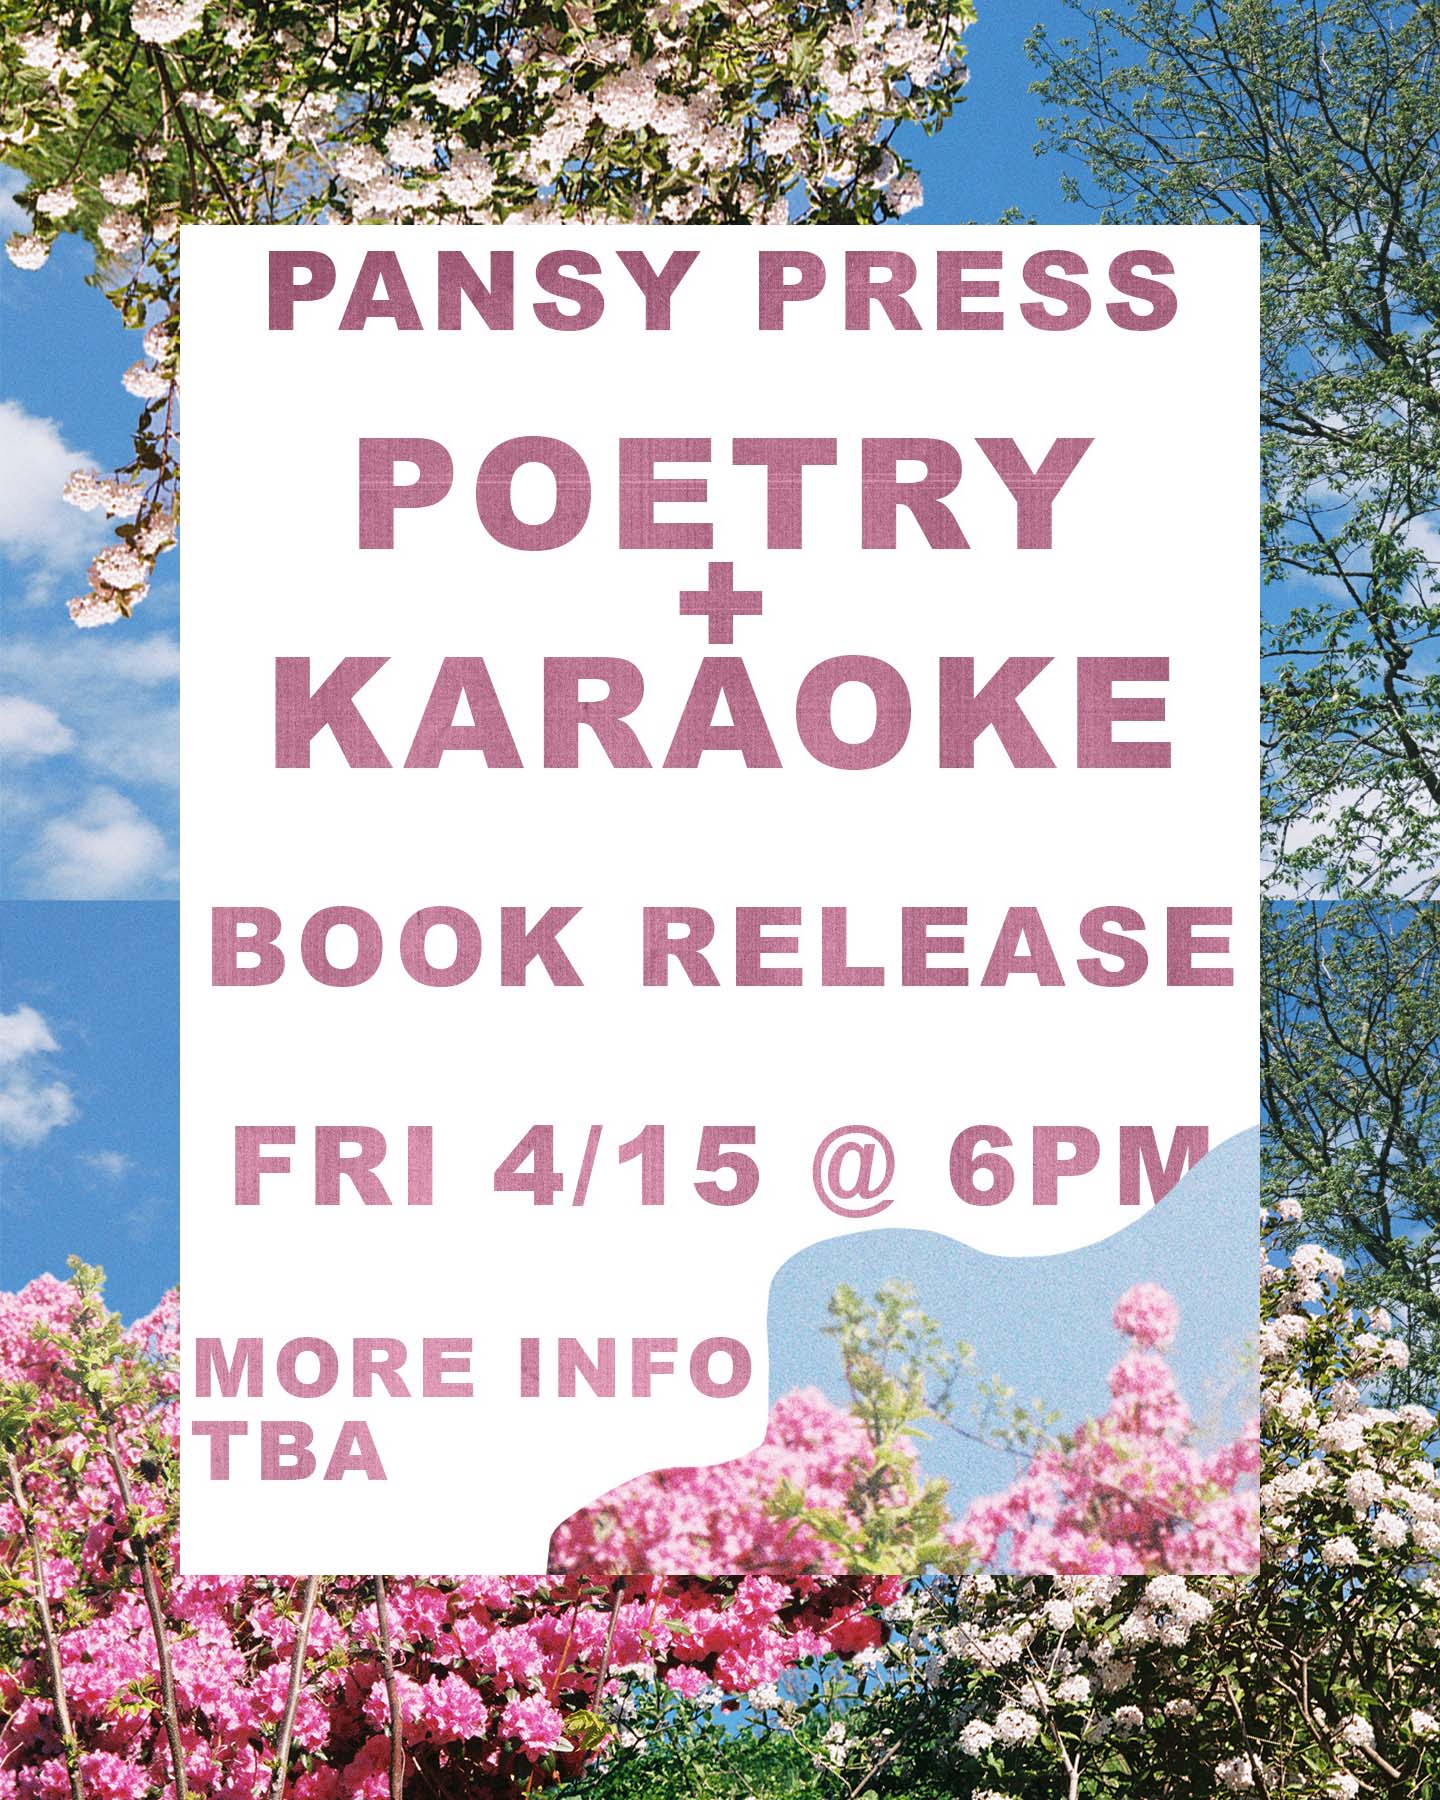 PANSY PRESS
POETRY
+
KARAOKE
BOOK RELEASE
FRI 4/15 @ 6PM
MORE INFO
TBA